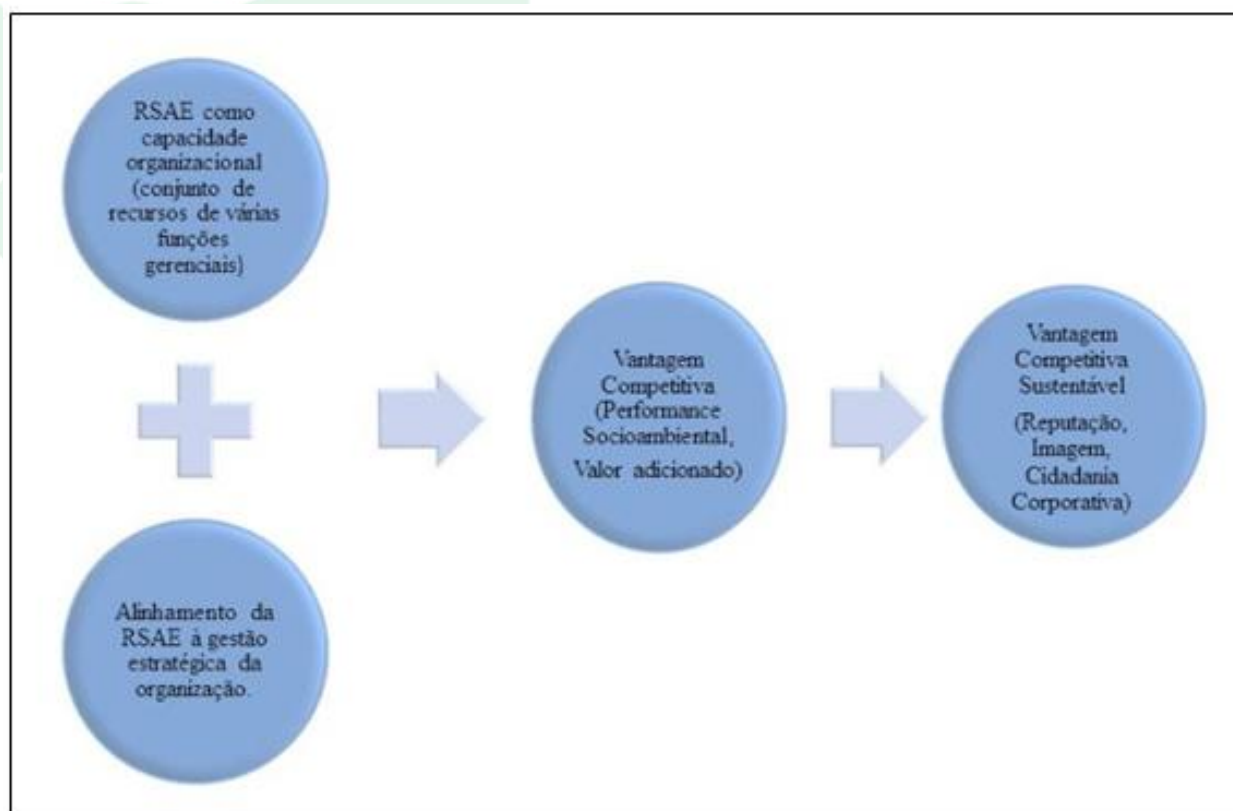 RSAE como
capacidade
organizacional
(conjunto de
recursos de várias
funções
gerenciais)
Alinhamento da
RSAE à gestão
estratégica da
organização.
Vantagem
Competitiva
(Performance
Socioambiental,
Valor adicionado)
Vantagem
Competitiva
Sustentável
(Reputação,
Imagem,
Cidadania
Corporativa)